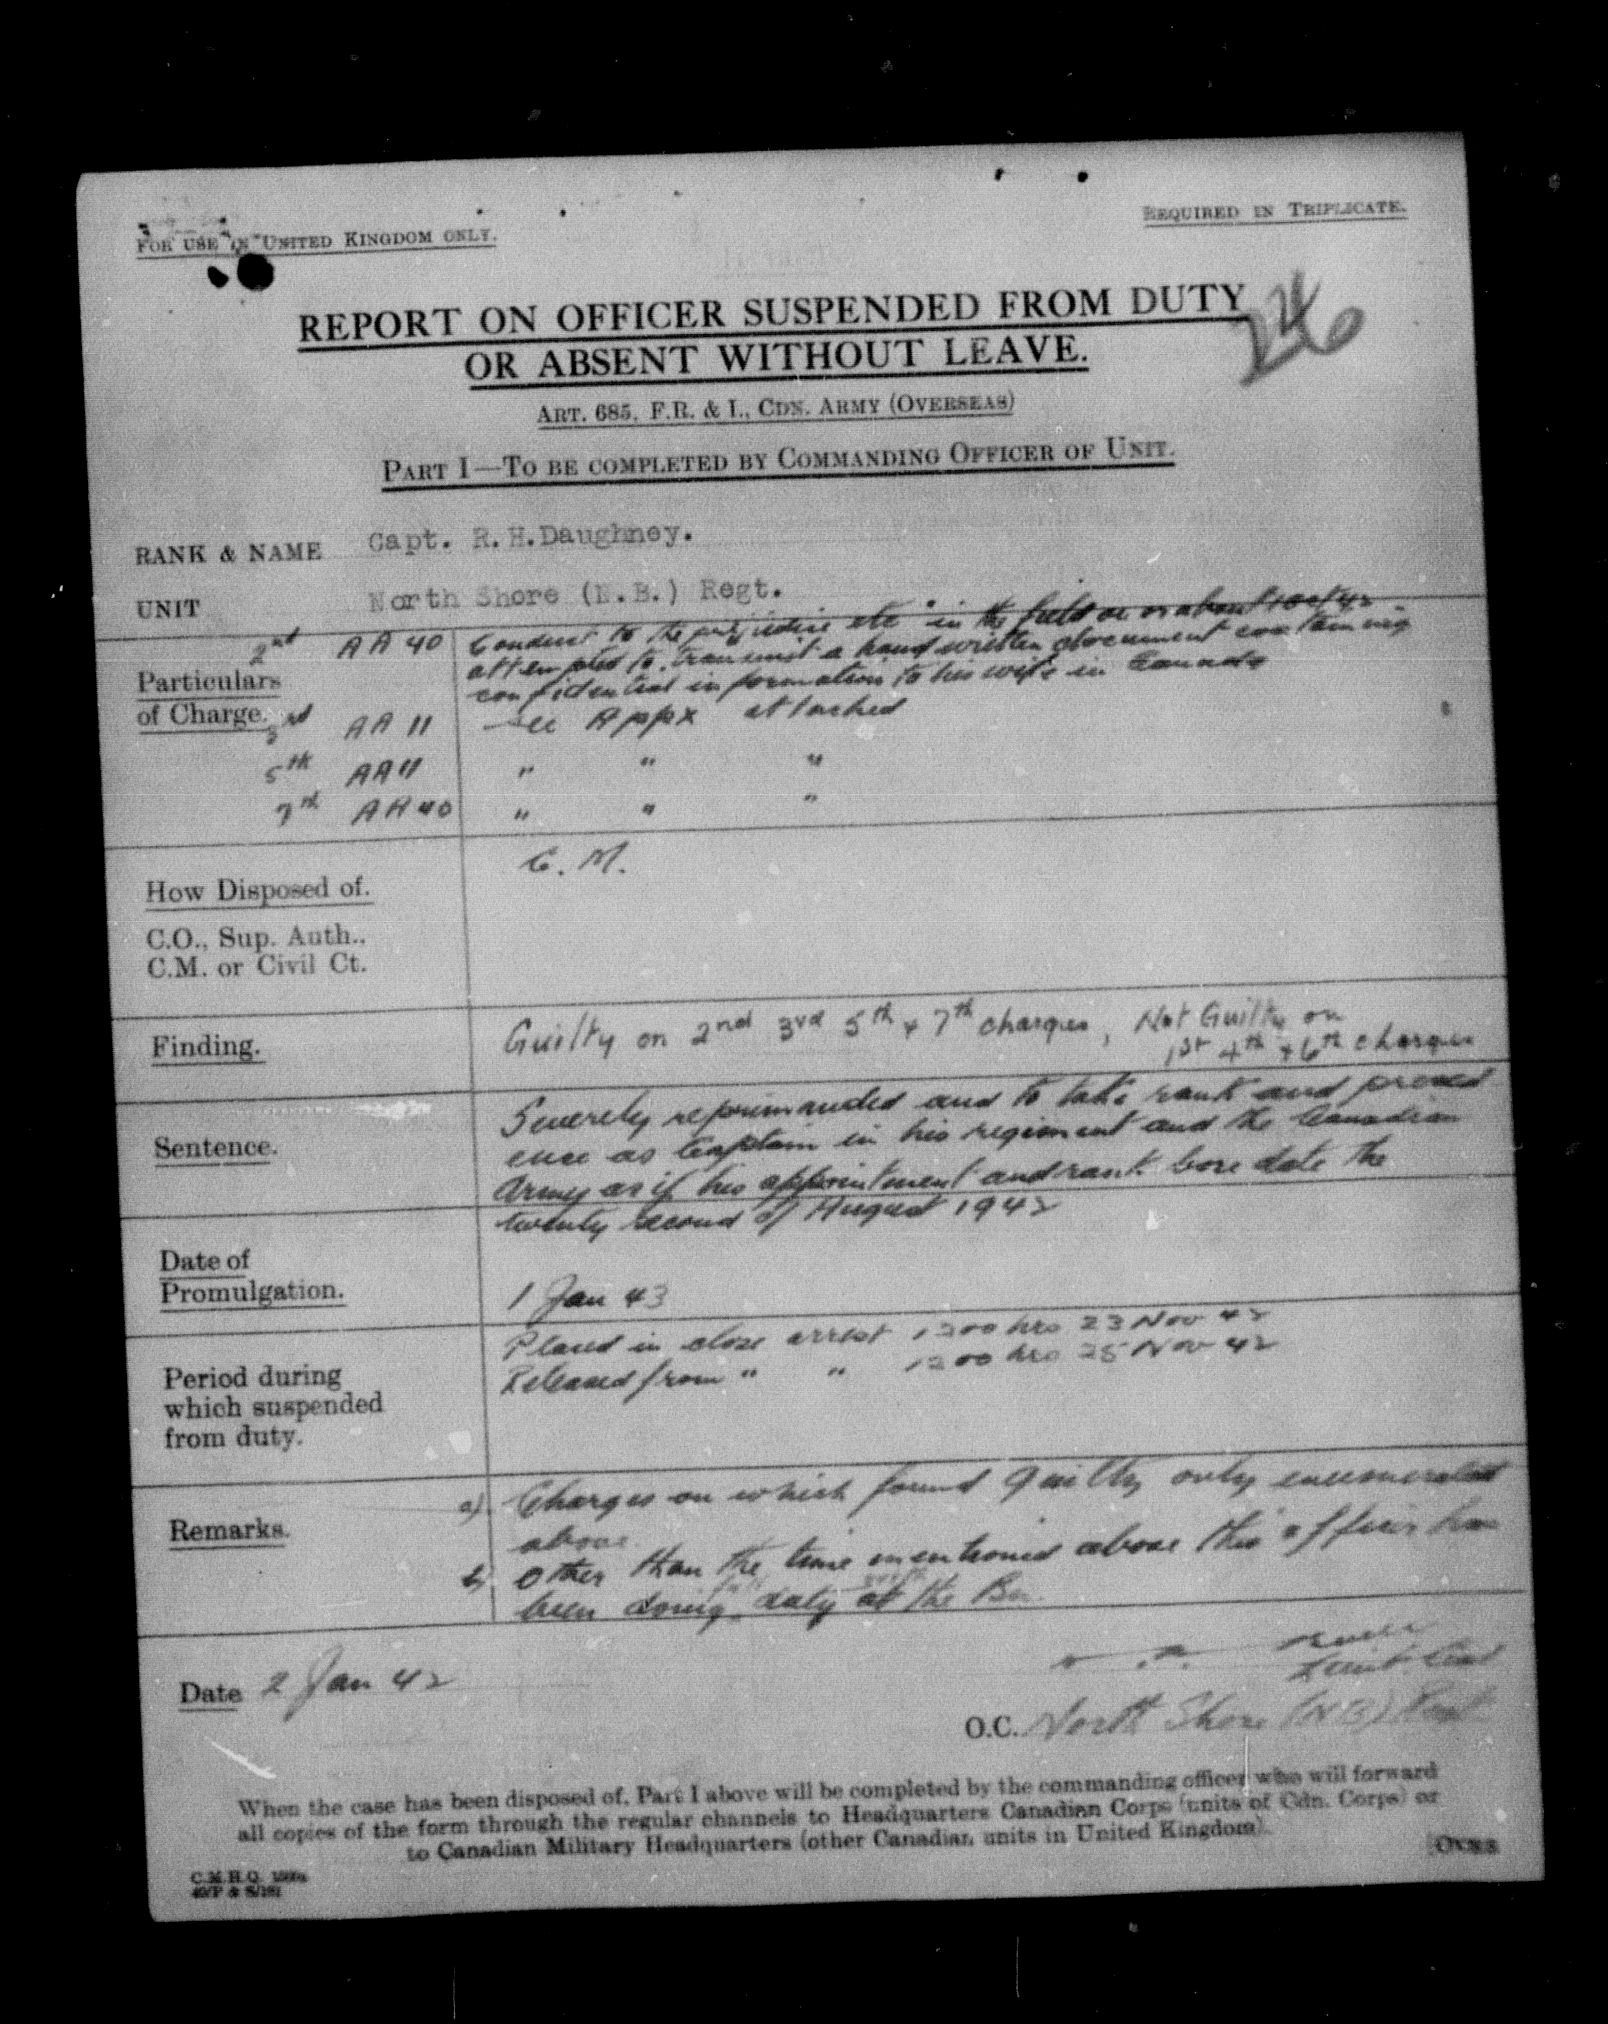 FOR USE IN UNITED KINGDOM ONLY.
REQUIRED IN TRIPLICATE.
REPORT ON OFFICER SUSPENDED FROM DUTY
OR ABSENT WITHOUT LEAVE.
26
ART. 685, F.R. & I., CDN. ARMY (OVERSEAS)
PART I—TO BE COMPLETED BY COMMANDING OFFICER OF UNIT.
RANK & NAME Capt. R.H.Daughney.
UNIT North Shore (N.B.) Regt.
Particulars
of Charge.
2nd AA 40 Conduct to the prejudice etc in the field on or about 1 Oct 42
attempted to transmit a hand written document containing
confidential information to his wife in Canada
3rd AA 11 See Appx attached
5th AA 11 " " "
7th AA 40 " " "
How Disposed of.
C.O., Sup. Auth.,
C.M. or Civil Ct.
C. M.
Finding.
Guilty on 2nd 3rd 5th & 7th charges, Not Guilty on
1st 4th & 6th charges
Sentence.
Severely reprimanded and to take rank and preced
ence as Captain in his regiment and the Canadian
Army as if his appointment and rank bore date the
twenty second of August 1942
Date of
Promulgation.
1 Jan 43
Period during
which suspended
from duty.
Placed in close arrest 1200 hrs 23 Nov 42
Released from " " 1200 hrs 25 Nov 42
Remarks.
a) Charges on which found guilty only enumerated
above.
b) Other than the time mentioned above this officer has
been doing duty at the Bn.
Date 2 Jan 42
Lieut. Col
O.C. North Shore (NB) Regt
When the case has been disposed of, Part I above will be completed by the commanding officer who will forward
all copies of the form through the regular channels to Headquarters Canadian Corps (units of Cdn. Corps) or
to Canadian Military Headquarters (other Canadian units in United Kingdom).
C.M.H.Q.